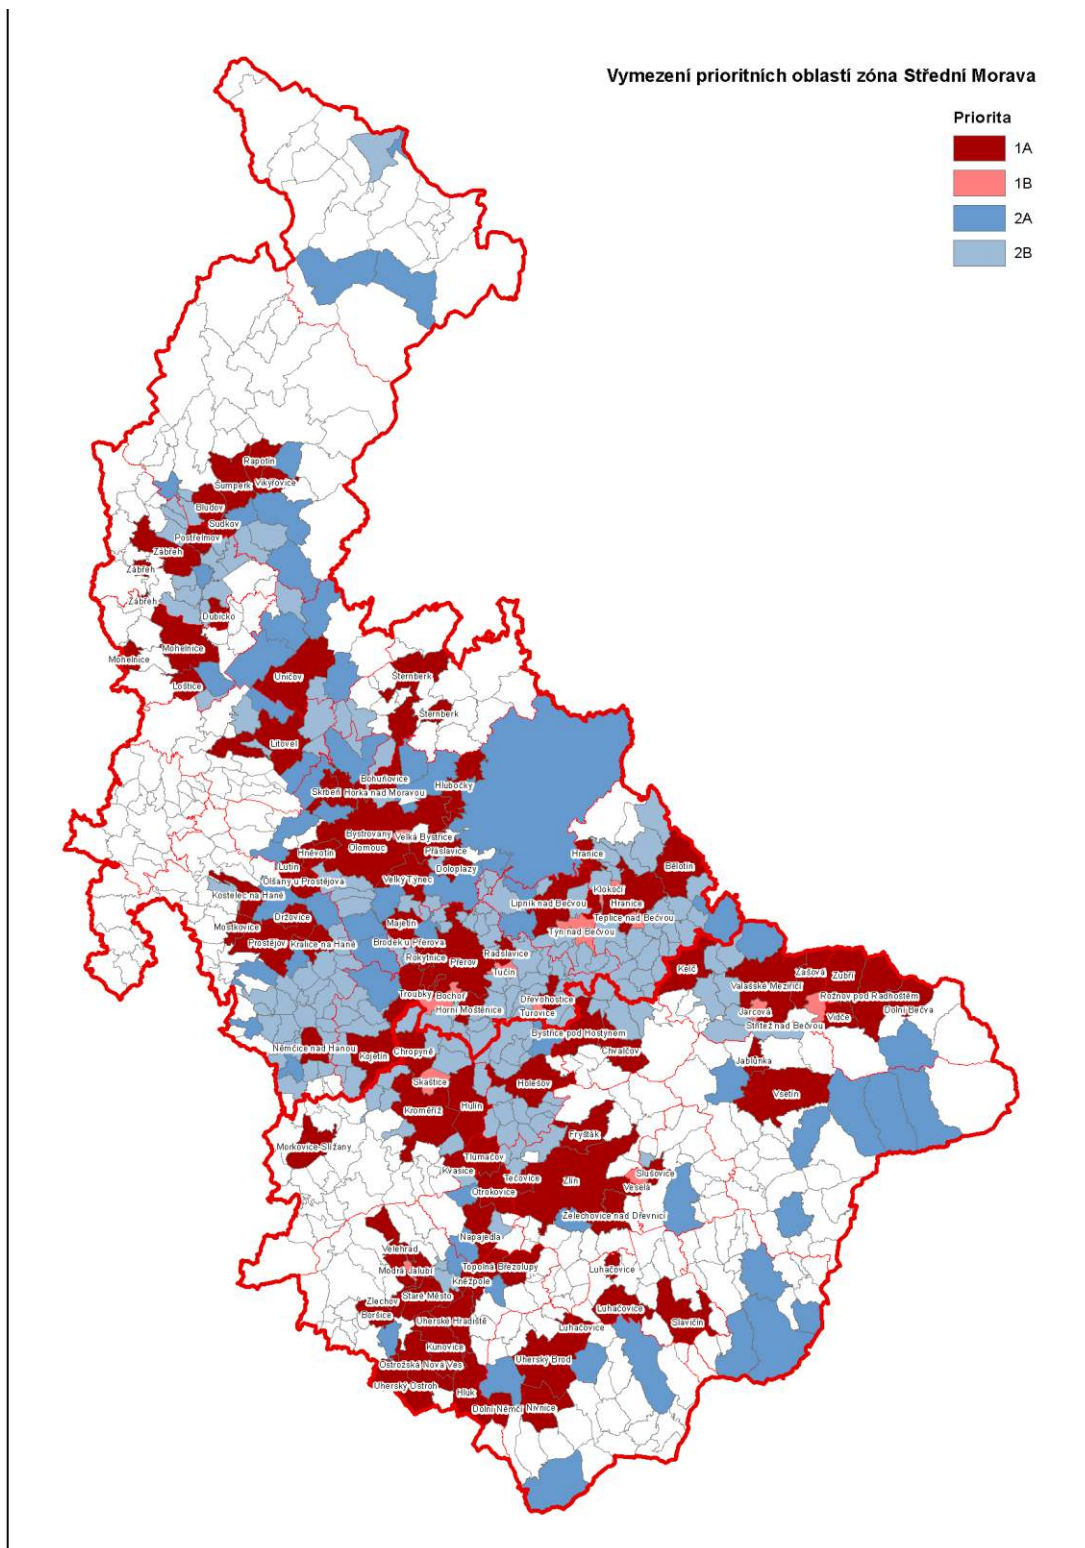 Vymezení prioritních oblastí zóna Střední Morava
Priorita
1A
1B
2A
2B
Rapotín
Šumperk
Vikýřovice
Bludov
Sudkov
Postřelmov
Zábřeh
Zábřeh
Zábřeh
Dubicko
Mohelnice
Mohelnice
Uničov
Šternberk
Loštice
Šternberk
Litovel
Bohuňovice
Hlubočky
Skrbeň
Horka nad Moravou
Bystrovany
Velká Bystřice
Olomouc
Přáslavice
Hněvotín
Hranice
Lutín
Doloplazy
Bělotín
Olšany u Prostějova
Velký Týnec
Klokočí
Kostelec na Hané
Lipník nad Bečvou
Hranice
Držovice
Teplice nad Bečvou
Mostkovice
Majetín
Týn nad Bečvou
Prostějov
Kralice na Hané
Brodek u Přerova
Rokytnice
Radslavice
Přerov
Tučín
Kelč
Zašová
Zubří
Valašské Meziříčí
Troubky
Bochoř
Dřevohostice
Rožnov pod Radhoštěm
Horní Moštěnice
Turovice
Jarcová
Vidče
Dolní Bečva
Střítež nad Bečvou
Bystřice pod Hostýnem
Němčice nad Hanou
Kojetín
Chropyně
Chvalčov
Jablůnka
Skaštice
Holešov
Vsetín
Kroměříž
Hulín
Fryšták
Morkovice-Slížany
Tlumačov
Kvasice
Tečovice
Zlín
Slušovice
Veselá
Otrokovice
Želechovice nad Dřevnicí
Napajedla
Velehrad
Modrá
Jalubí
Topolná
Březolupy
Luhačovice
Kněžpole
Staré Město
Zlechov
Boršice
Luhačovice
Uherské Hradiště
Luhačovice
Slavičín
Kunovice
Uherský Brod
Ostrožská Nová Ves
Uherský Ostroh
Hluk
Dolní Němčí
Nivnice